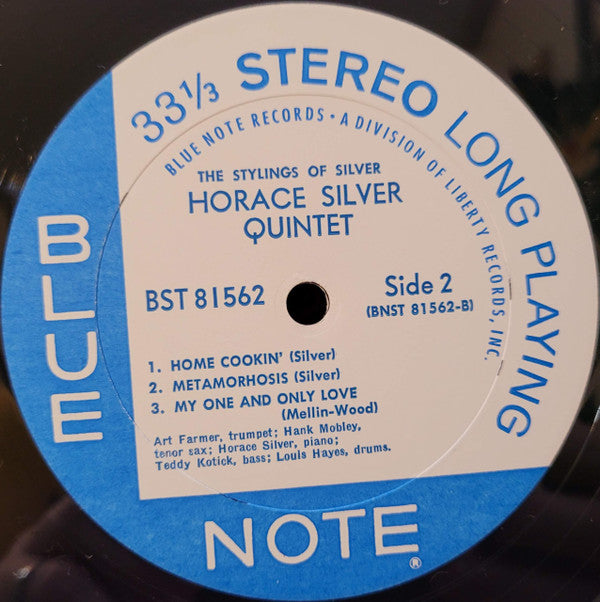 33⅓ STEREO LONG PLAYING
BLUE NOTE RECORDS • A DIVISION OF LIBERTY RECORDS, INC.
THE STYLINGS OF SILVER
HORACE SILVER
QUINTET
BST 81562
Side 2
(BNST 81562-B)
1. HOME COOKIN' (Silver)
2. METAMORHOSIS (Silver)
3. MY ONE AND ONLY LOVE
(Mellin-Wood)
Art Farmer, trumpet; Hank Mobley,
tenor sax; Horace Silver, piano;
Teddy Kotick, bass; Louis Hayes, drums.
BLUE
NOTE®